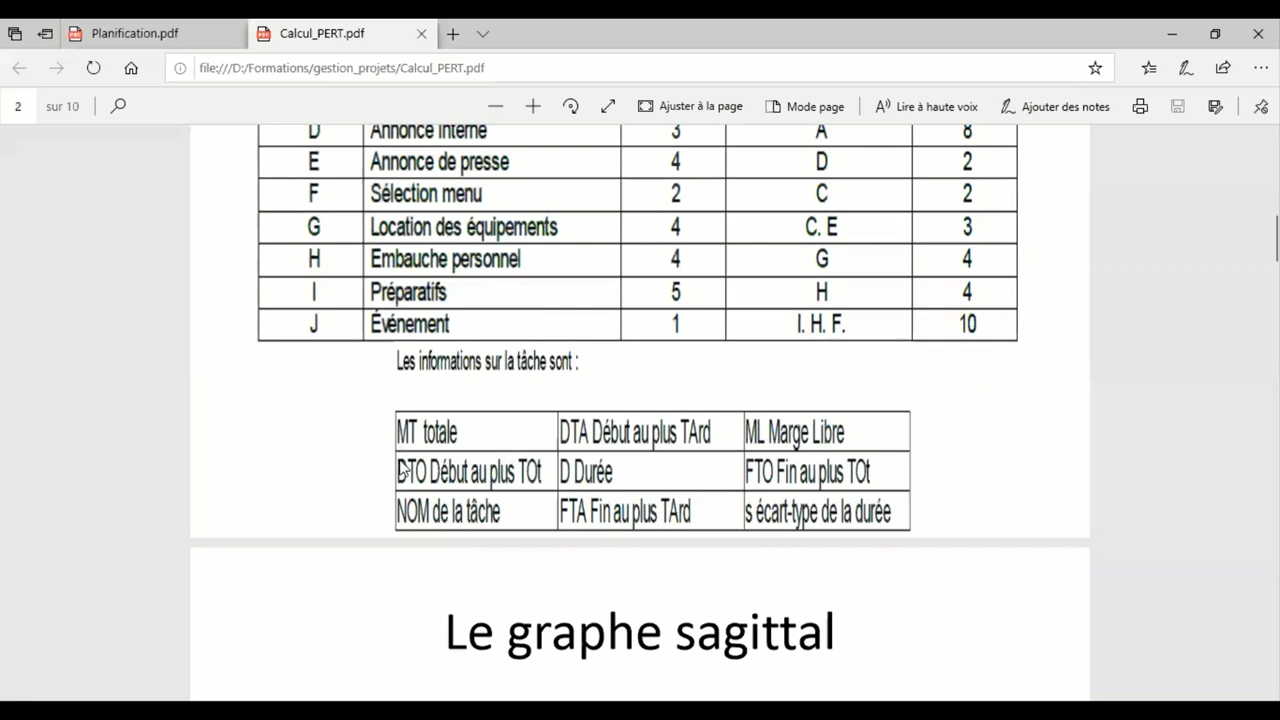 Planification.pdf
Calcul_PERT.pdf
file:///D:/Formations/gestion_projets/Calcul_PERT.pdf
2 sur 10
Ajuster à la page
Mode page
Lire à haute voix
Ajouter des notes
D Annonce interne 3 A 8
E Annonce de presse 4 D 2
F Sélection menu 2 C 2
G Location des équipements 4 C. E 3
H Embauche personnel 4 G 4
I Préparatifs 5 H 4
J Événement 1 I. H. F. 10
Les informations sur la tâche sont :
MT totale DTA Début au plus TArd ML Marge Libre
DTO Début au plus TOt D Durée FTO Fin au plus TOt
NOM de la tâche FTA Fin au plus TArd s écart-type de la durée
Le graphe sagittal